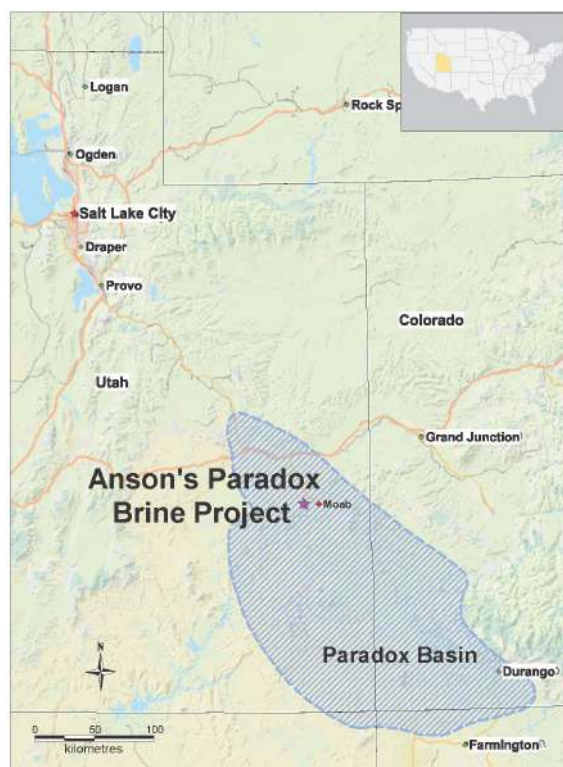 Logan
Rock Sp
Ogden
Salt Lake City
Draper
Provo
Colorado
Utah
Grand Junction
Anson's Paradox
Brine Project
Moab
Paradox Basin
N
Durango
0 50 100
kilometres
Farmington